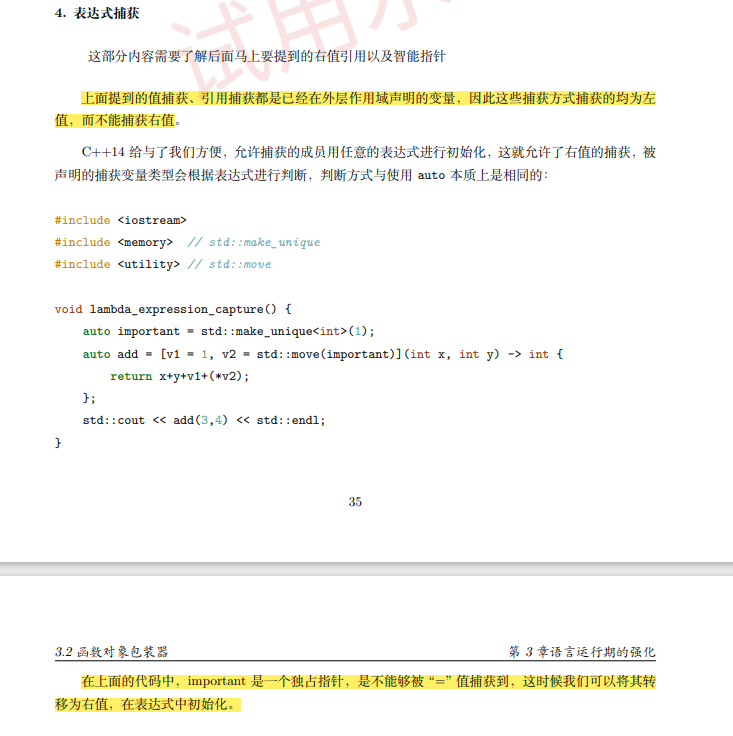 试用水
4. 表达式捕获
这部分内容需要了解后面马上要提到的右值引用以及智能指针
上面提到的值捕获、引用捕获都是已经在外层作用域声明的变量，因此这些捕获方式捕获的均为左
值，而不能捕获右值。
C++14 给与了我们方便，允许捕获的成员用任意的表达式进行初始化，这就允许了右值的捕获，被
声明的捕获变量类型会根据表达式进行判断，判断方式与使用 auto 本质上是相同的：
#include <iostream>
#include <memory>  // std::make_unique
#include <utility> // std::move
void lambda_expression_capture() {
    auto important = std::make_unique<int>(1);
    auto add = [v1 = 1, v2 = std::move(important)](int x, int y) -> int {
        return x+y+v1+(*v2);
    };
    std::cout << add(3,4) << std::endl;
}
35
3.2 函数对象包装器 第 3 章语言运行期的强化
在上面的代码中，important 是一个独占指针，是不能够被 “=” 值捕获到，这时候我们可以将其转
移为右值，在表达式中初始化。